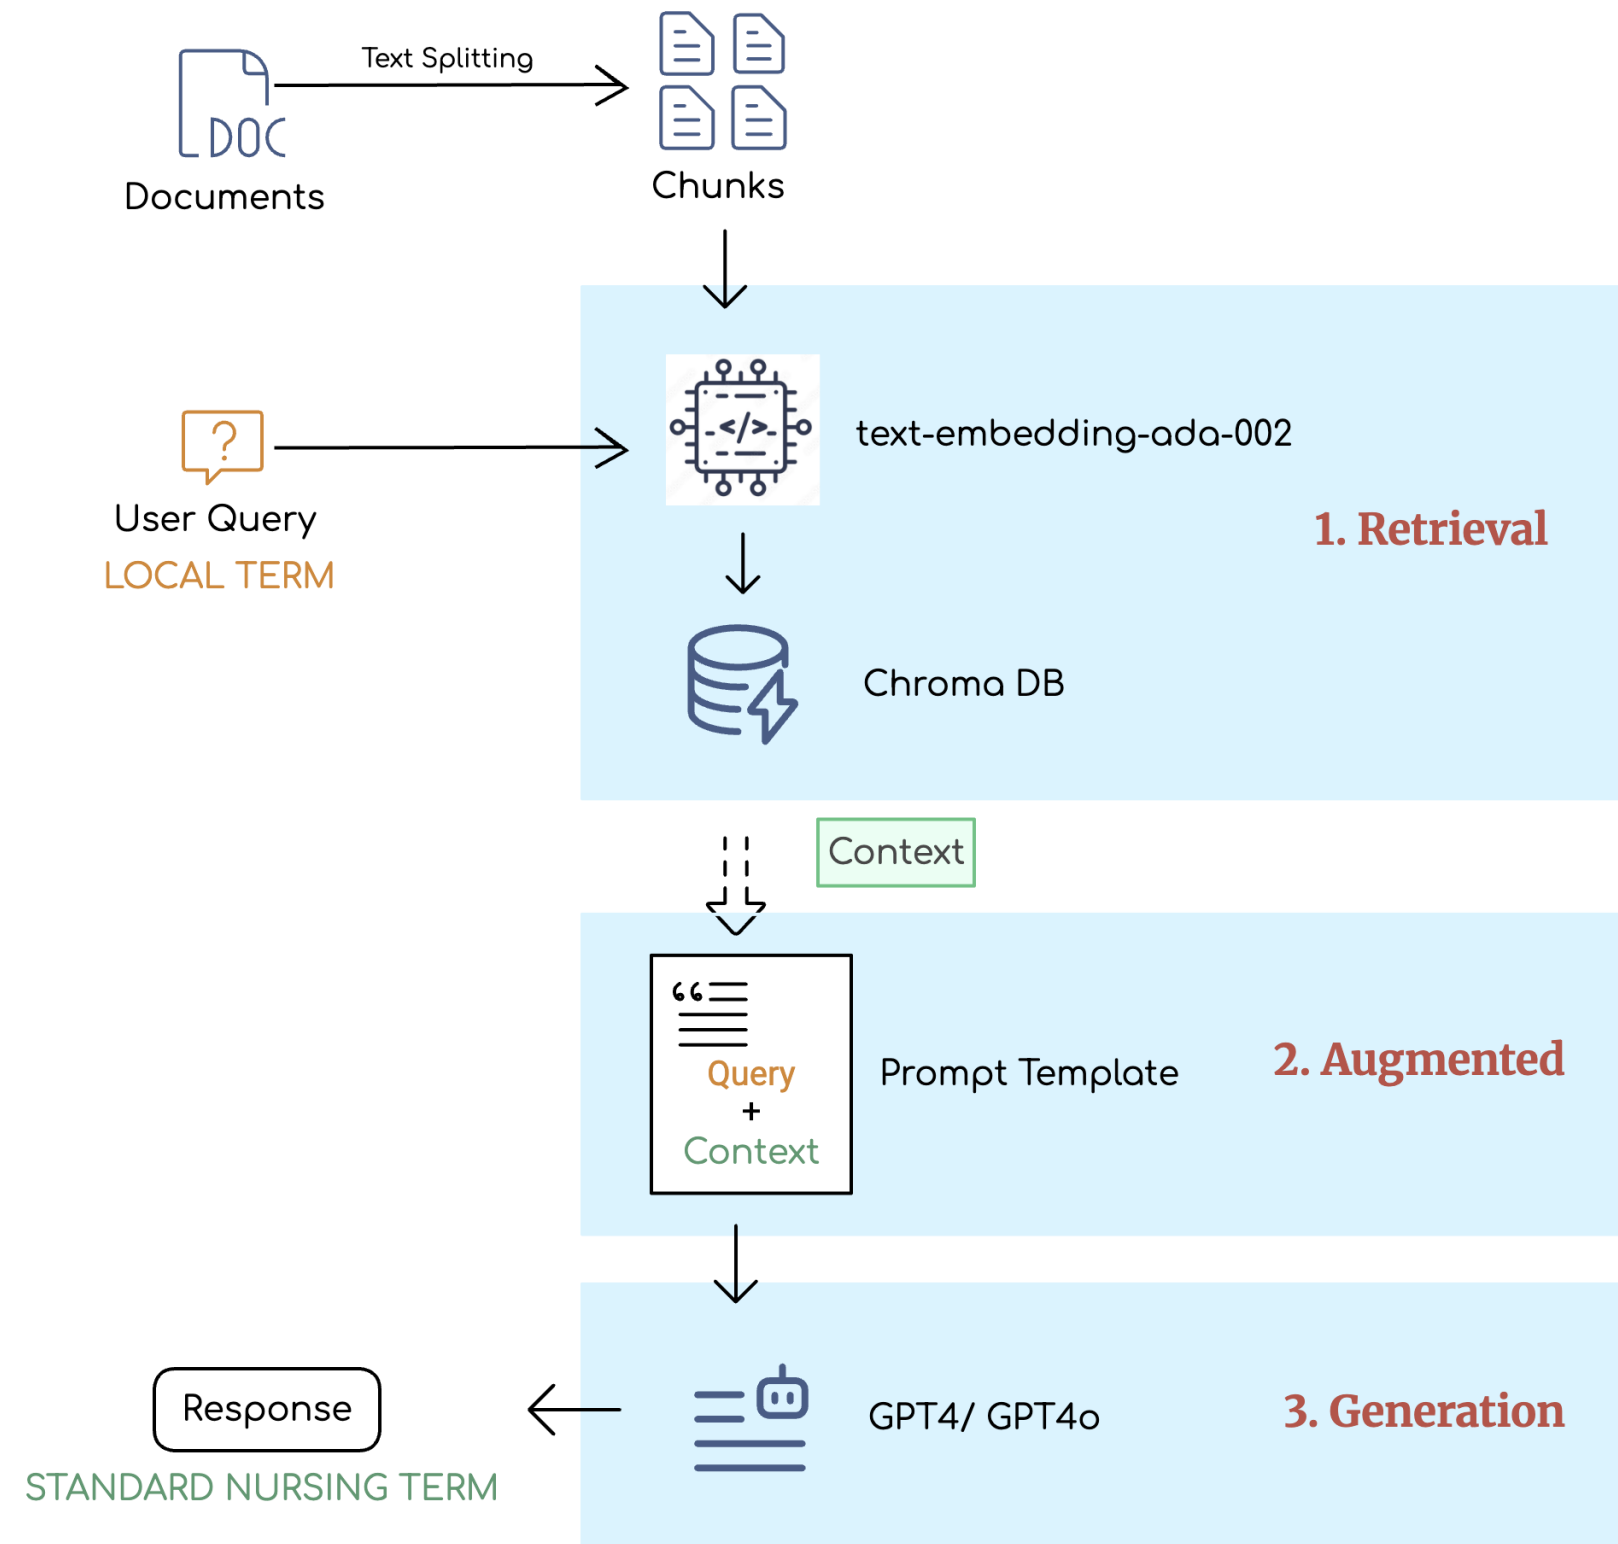 Text Splitting
DOC
Documents
Chunks
text-embedding-ada-002
User Query
LOCAL TERM
1. Retrieval
Chroma DB
Context
Query
+
Context
Prompt Template
2. Augmented
GPT4/ GPT4o
3. Generation
Response
STANDARD NURSING TERM